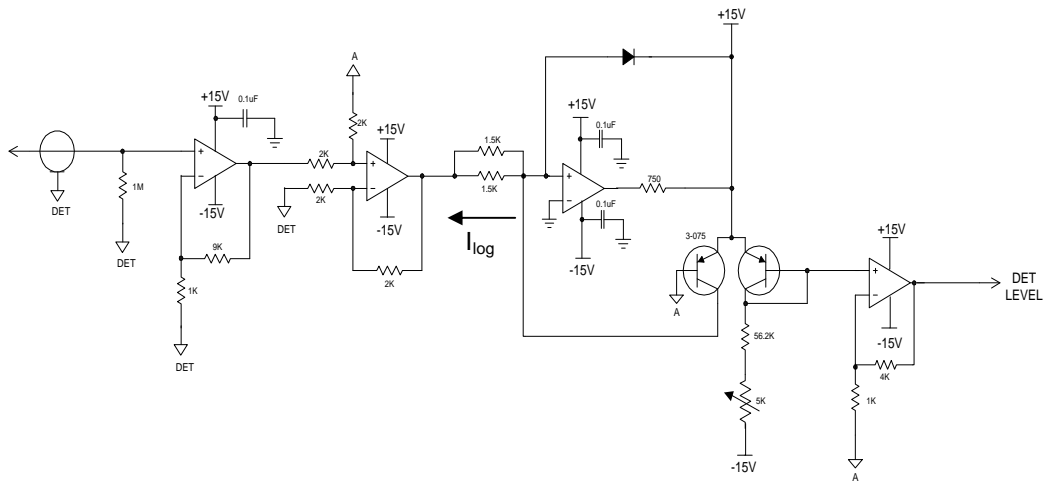 +15V
A
+15V
0.1uF
2K
+15V
+15V
0.1uF
1.5K
1.5K
2K
2K
DET
1M
-15V
DET
-15V
750
0.1uF
I log
-15V
DET
9K
2K
1K
DET
3-075
A
+15V
DET
LEVEL
-15V
56.2K
4K
5K
1K
-15V
A